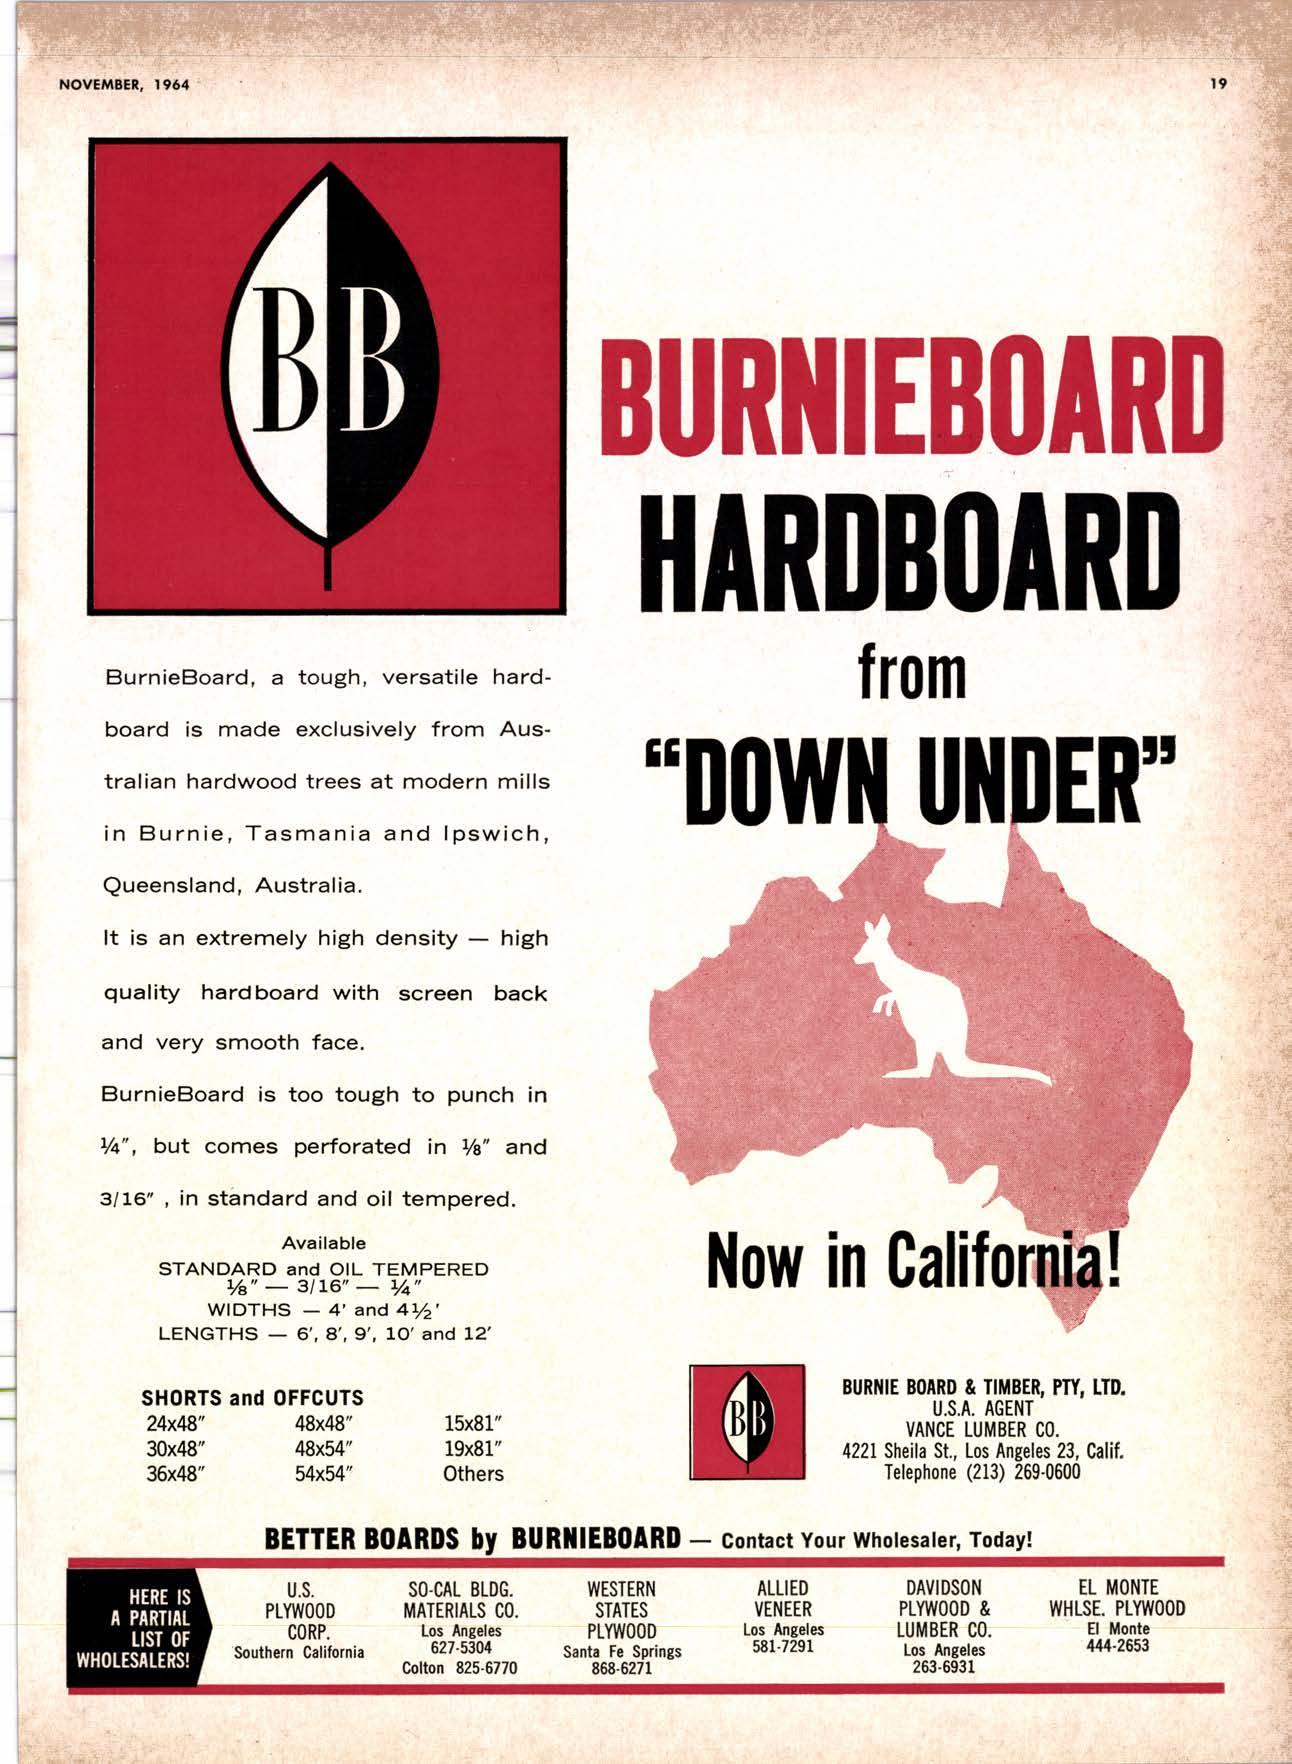 NOVEMBER, 1964
19
BB
BURNIEBOARD
HARDBOARD
from
“DOWN UNDER”
BurnieBoard, a tough, versatile hard-
board is made exclusively from Aus-
tralian hardwood trees at modern mills
in Burnie, Tasmania and Ipswich,
Queensland, Australia.
It is an extremely high density — high
quality hardboard with screen back
and very smooth face.
BurnieBoard is too tough to punch in
¼", but comes perforated in ⅛" and
3/16" , in standard and oil tempered.
Available
STANDARD and OIL TEMPERED
⅛" — 3/16" — ¼"
WIDTHS — 4' and 4½'
LENGTHS — 6', 8', 9', 10' and 12'
SHORTS and OFFCUTS
24x48" 48x48" 15x81"
30x48" 48x54" 19x81"
36x48" 54x54" Others
Now in California!
BB
BURNIE BOARD & TIMBER, PTY, LTD.
U.S.A. AGENT
VANCE LUMBER CO.
4221 Sheila St., Los Angeles 23, Calif.
Telephone (213) 269-0600
BETTER BOARDS by BURNIEBOARD — Contact Your Wholesaler, Today!
HERE IS
A PARTIAL
LIST OF
WHOLESALERS!
U.S.
PLYWOOD
CORP.
Southern California
SO-CAL BLDG.
MATERIALS CO.
Los Angeles
627-5304
Colton 825-6770
WESTERN
STATES
PLYWOOD
Santa Fe Springs
868-6271
ALLIED
VENEER
Los Angeles
581-7291
DAVIDSON
PLYWOOD &
LUMBER CO.
Los Angeles
263-6931
EL MONTE
WHLSE. PLYWOOD
El Monte
444-2653